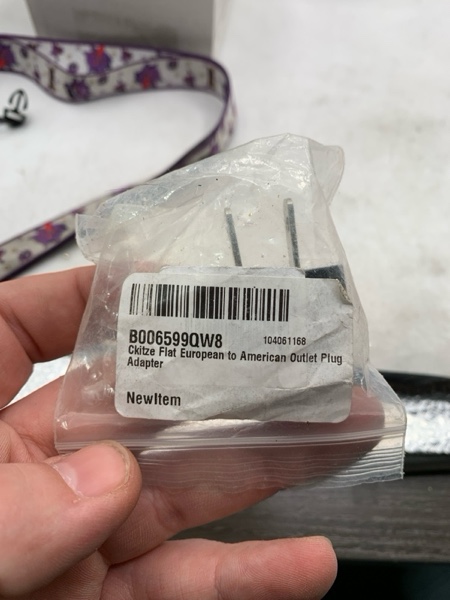 B006599QW8 104061168
Ckitze Flat European to American Outlet Plug
Adapter
NewItem